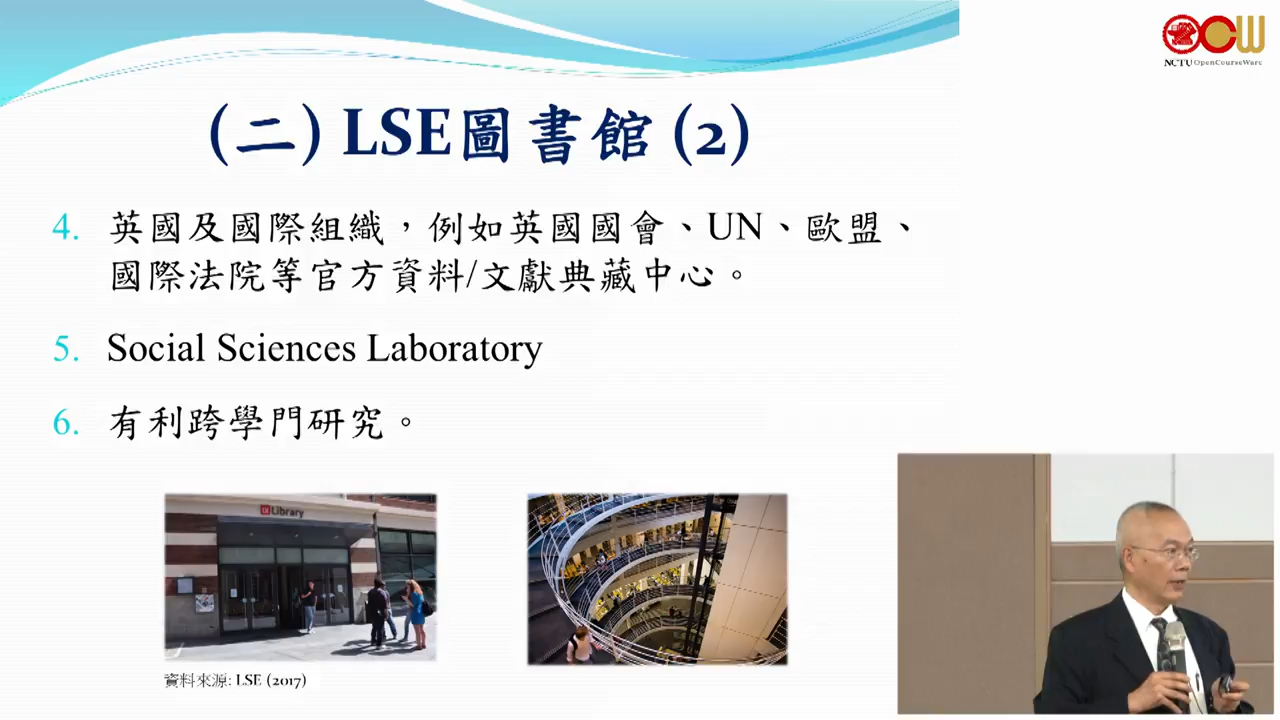 OCW
NCTU OpenCourseWare
(二) LSE圖書館 (2)
4. 英國及國際組織，例如英國國會、UN、歐盟、
國際法院等官方資料/文獻典藏中心。
5. Social Sciences Laboratory
6. 有利跨學門研究。
Library
資料來源: LSE (2017)